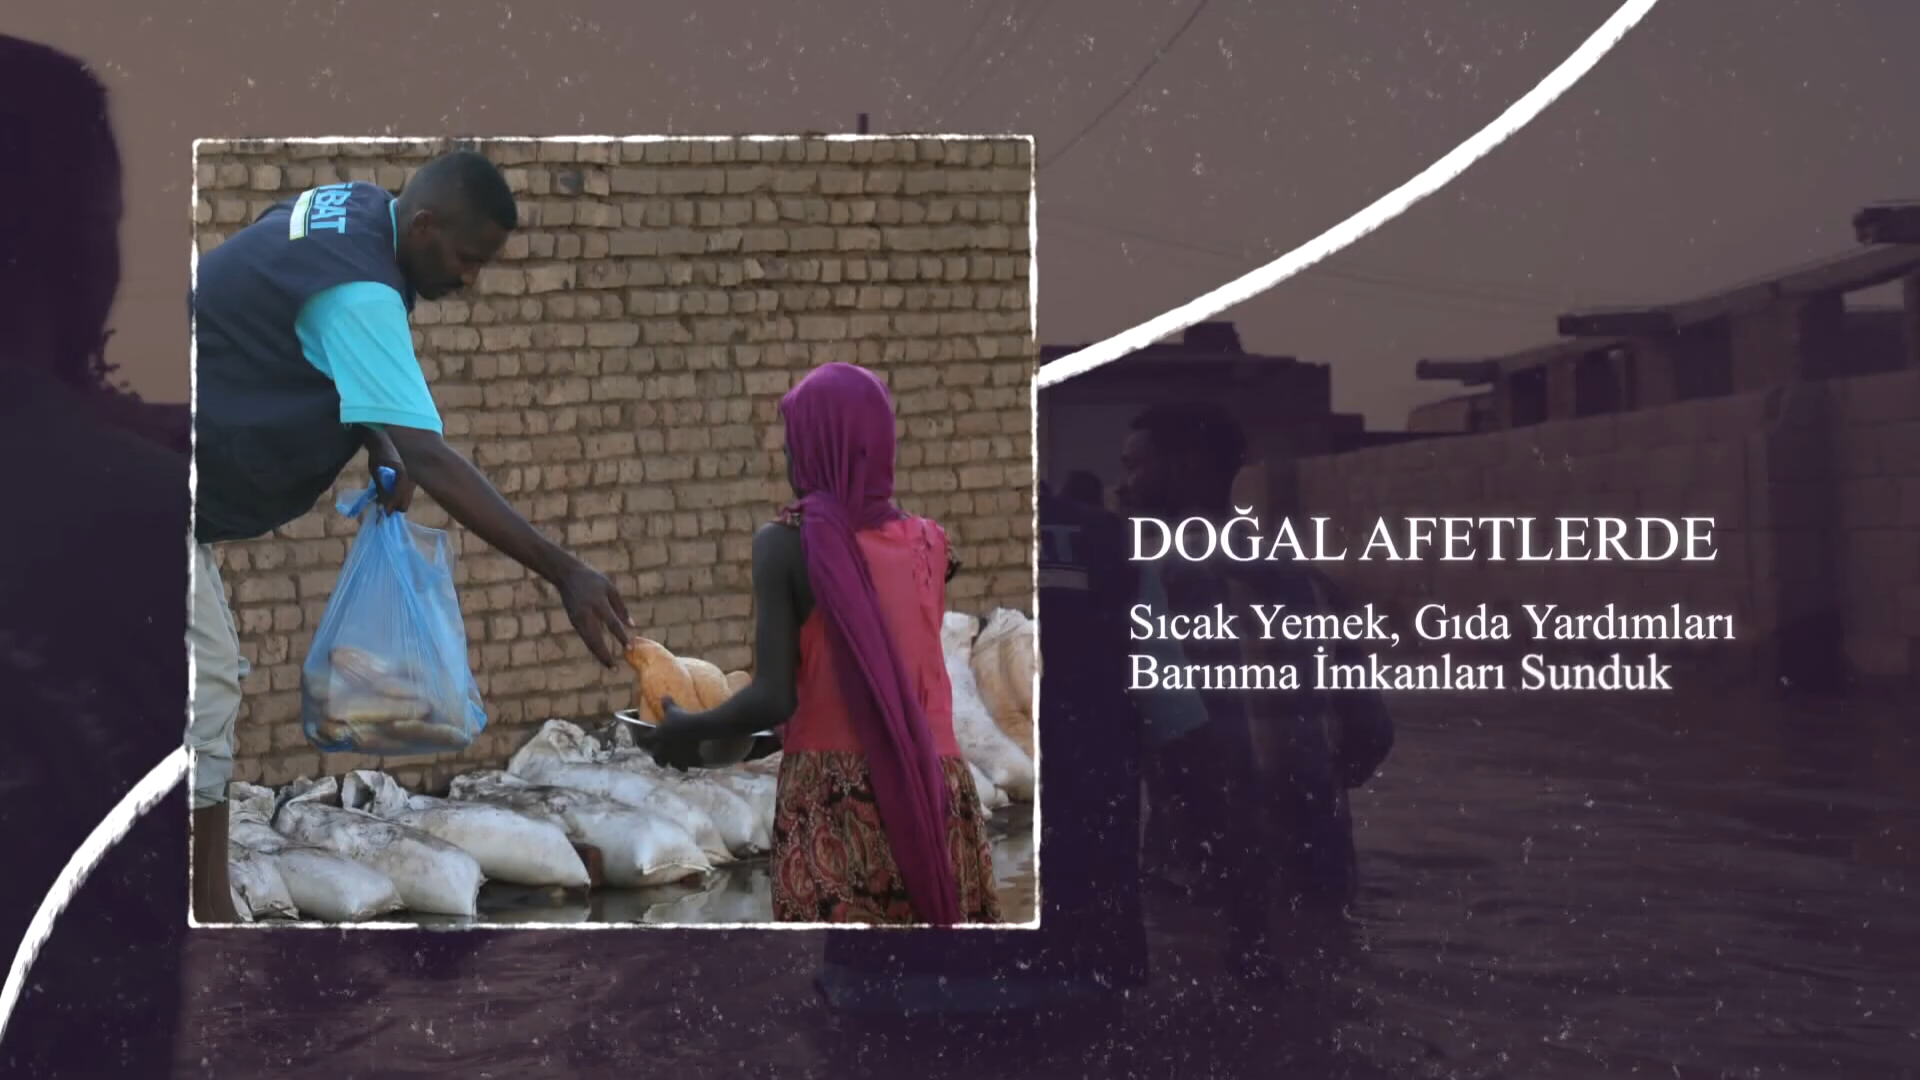 DOĞAL AFETLERDE
Sıcak Yemek, Gıda Yardımları
Barınma İmkanları Sunduk